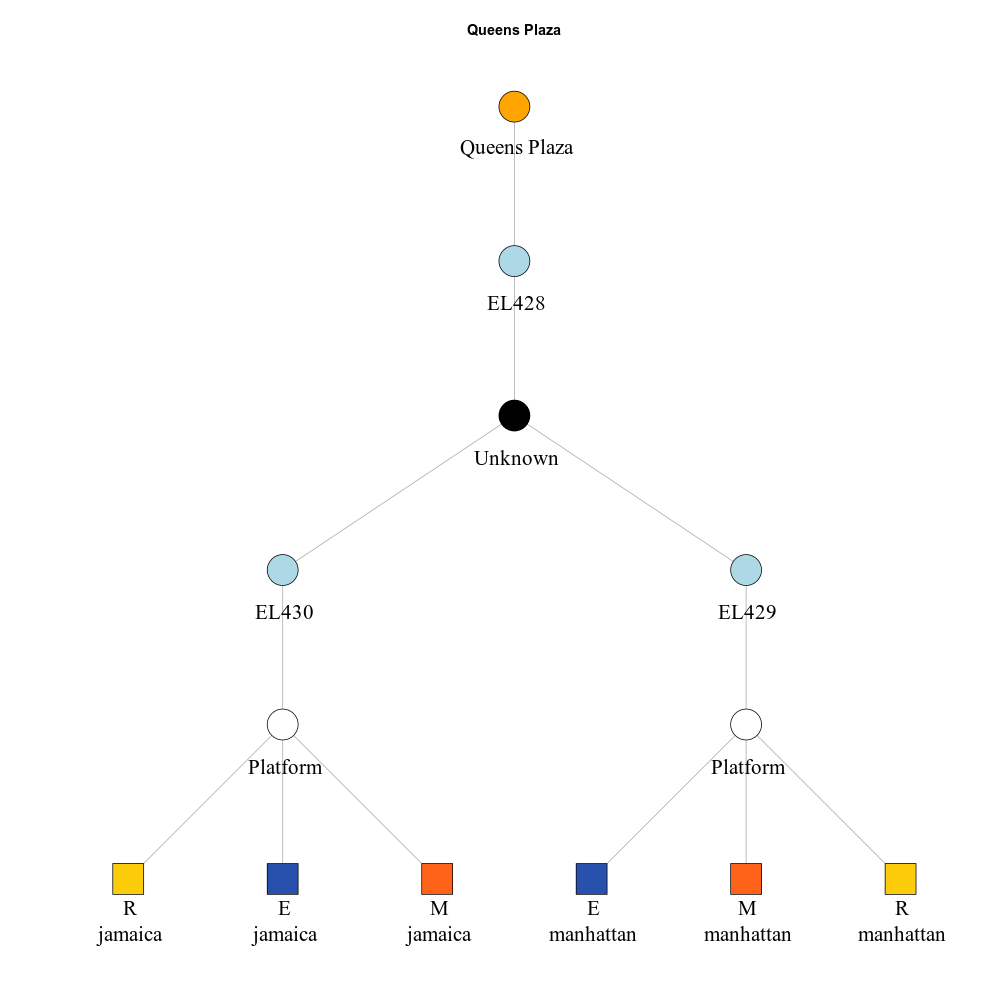 Queens Plaza
Queens Plaza
EL428
Unknown
EL430
EL429
Platform
Platform
R
jamaica
E
jamaica
M
jamaica
E
manhattan
M
manhattan
R
manhattan